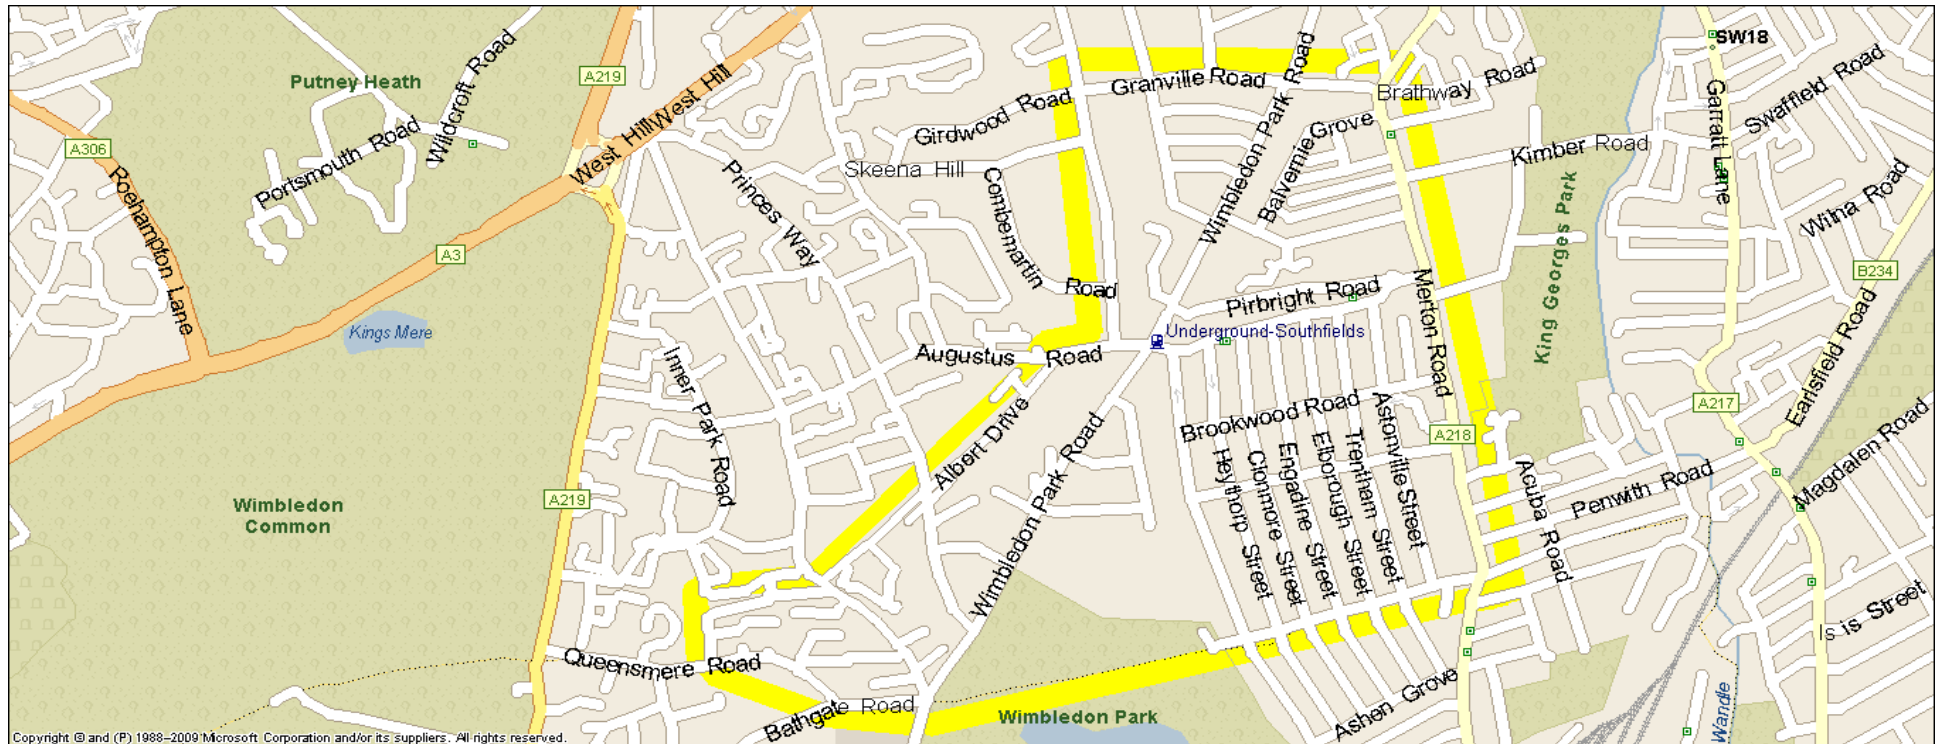 SW18
Putney Heath
Wildcroft Road
A219
West Hill
West Hill
Granville Road
Wimbledon Park Road
Brathway Road
Garratt Lane
Swaffield Road
Girdwood Road
A306
Portsmouth Road
Balvernie Grove
Kimber Road
Roehampton Lane
Princes Way
Skeena Hill
Combemartin Road
King Georges Park
Wilna Road
A3
B234
Kings Mere
Pirbright Road
Merton Road
Underground-Southfields
Augustus Road
Inner Park Road
Earlsfield Road
Albert Drive
Wimbledon Park Road
Brookwood Road
Astonville Street
A217
A218
Magdalen Road
Heythorp Street
Clonmore Street
Engadine Street
Elborough Street
Trentham Street
Acuba Road
Penwith Road
A219
Wimbledon
Common
Isis Street
Queensmere Road
Bathgate Road
Wimbledon Park
Ashen Grove
Wandle
Copyright © and (P) 1988–2009 Microsoft Corporation and/or its suppliers. All rights reserved.